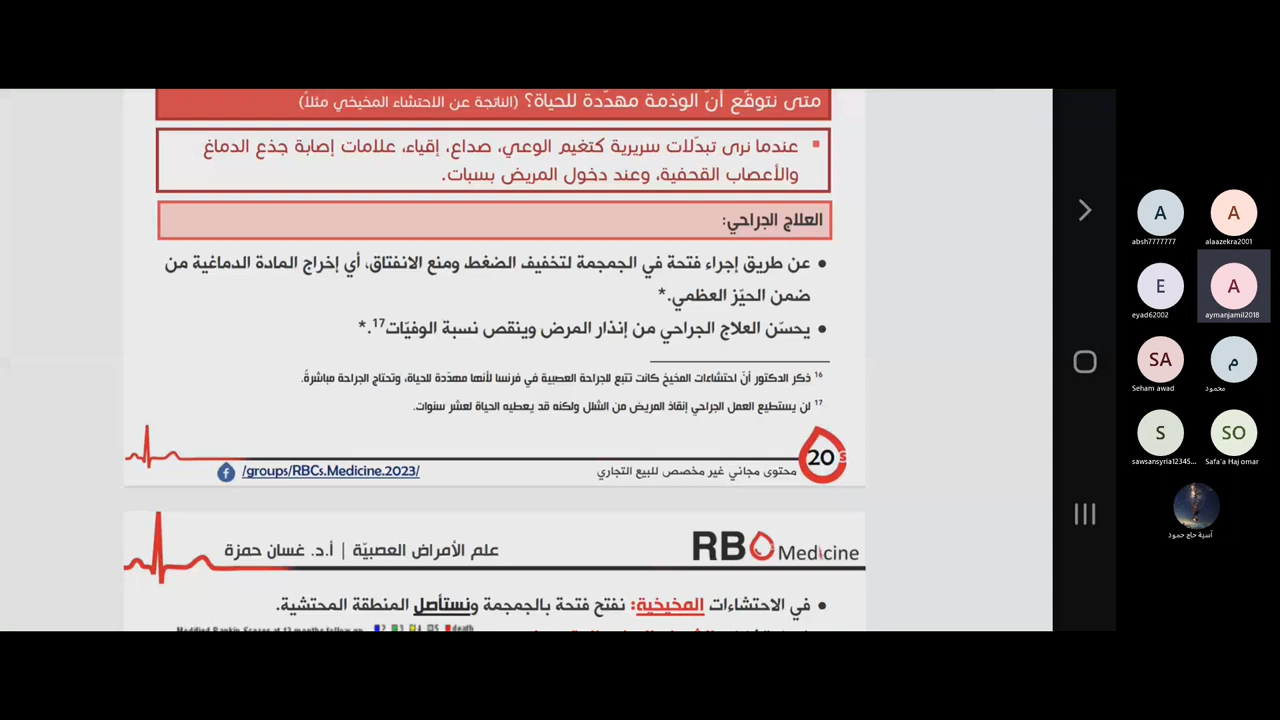 متى نتوقّع أنّ الوذمة مهدّدة للحياة؟ (الناتجة عن الاحتشاء المخيخي مثلاً)
▪ عندما نرى تبدّلات سريرية كتغيم الوعي، صداع، إقياء، علامات إصابة جذع الدماغ
والأعصاب القحفية، وعند دخول المريض بسبات.
العلاج الجراحي:
• عن طريق إجراء فتحة في الجمجمة لتخفيف الضغط ومنع الانفتاق، أي إخراج المادة الدماغية من
ضمن الحيّز العظمي.*
• يحسّن العلاج الجراحي من إنذار المرض وينقص نسبة الوفيّات17.*
16 ذكر الدكتور أنّ احتشاءات المخيخ كانت تتبع للجراحة العصبية في فرنسا لأنها مهدّدة للحياة، وتحتاج الجراحة مباشرةً.
17 لن يستطيع العمل الجراحي إنقاذ المريض من الشلل ولكنه قد يعطيه الحياة لعشر سنوات.
20
محتوى مجاني غير مخصص للبيع التجاري
/groups/RBCs.Medicine.2023/
RB Medicine
علم الأمراض العصبيّة | أ.د. غسان حمزة
• في الاحتشاءات المخيخية: نفتح فتحة بالجمجمة ونستأصل المنطقة المحتشية.
A
absh7777777
A
alaazekra2001
E
eyad62002
A
aymanjamil2018
SA
Seham awad
م
محمود
S
sawsansyria12345...
SO
Safa'a Haj omar
آسية حاج حمود